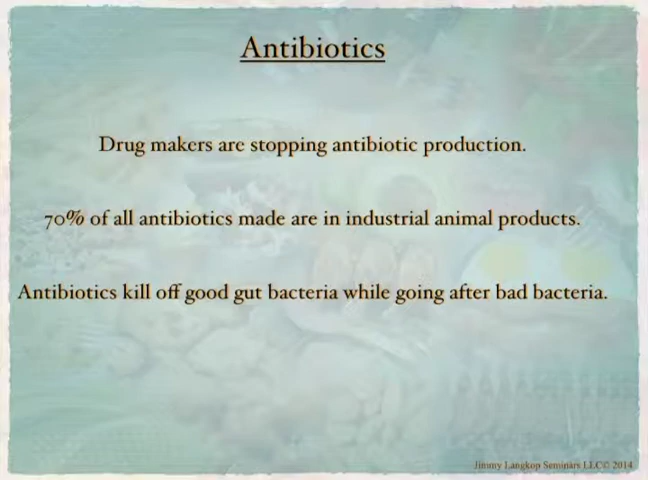 Antibiotics
Drug makers are stopping antibiotic production.
70% of all antibiotics made are in industrial animal products.
Antibiotics kill off good gut bacteria while going after bad bacteria.
Jimmy Langkop Seminars LLC© 2014